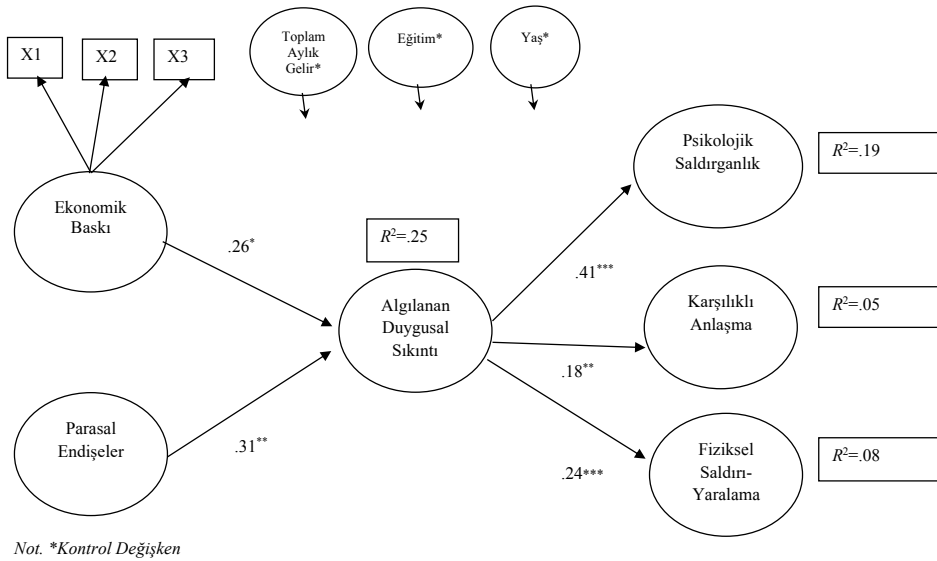 X1
X2
X3
Toplam
Aylık
Gelir*
Eğitim*
Yaş*
Ekonomik
Baskı
.26*
Parasal
Endişeler
.31**
R²=.25
Algılanan
Duygusal
Sıkıntı
.41***
.18**
.24***
Psikolojik
Saldırganlık
R²=.19
Karşılıklı
Anlaşma
R²=.05
Fiziksel
Saldırı-
Yaralama
R²=.08
Not. *Kontrol Değişken